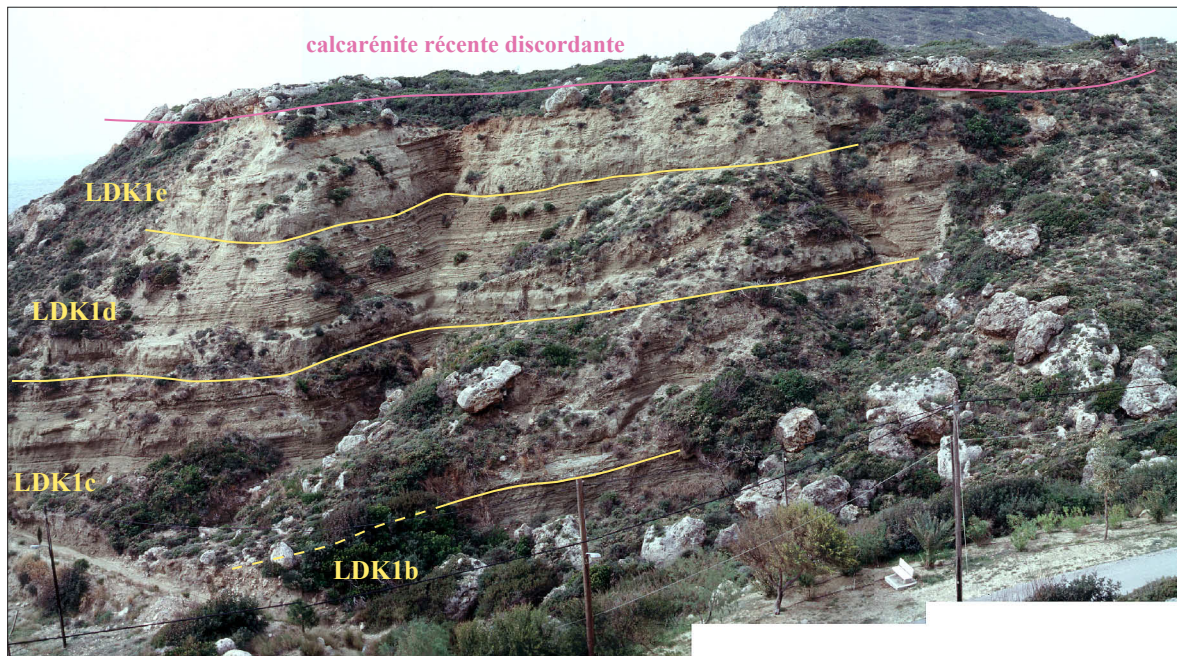 calcarénite récente discordante
LDK1e
LDK1d
LDK1c
LDK1b